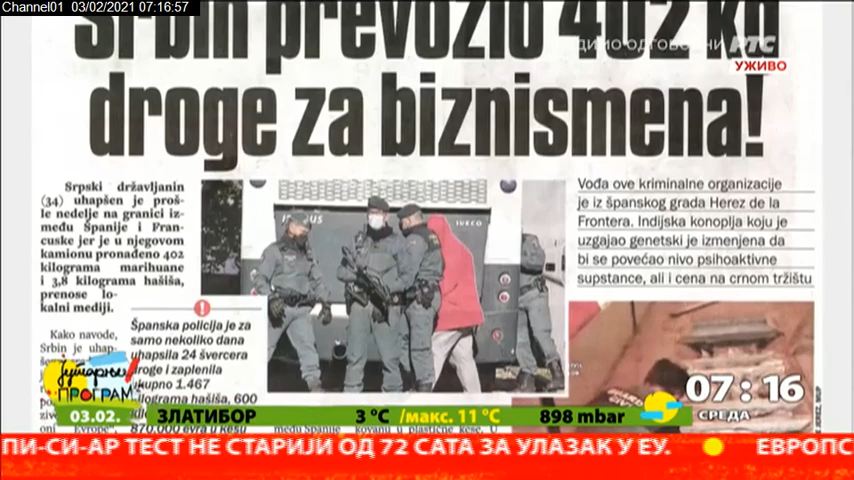 Channel01 03/02/2021 07:16:57
Srbin prevozio 402 kg
droge za biznismena!
РТС
УЖИВО
Srpski državljanin
(34) uhapšen je proš-
le nedelje na granici iz-
među Španije i Fran-
cuske jer je u njegovom
kamionu pronađeno 402
kilograma marihuane
i 3,8 kilograma hašiša,
prenose lo-
kalni mediji.
Kako navode,
Srbin je uhap-
IVECO
Vođa ove kriminalne organizacije
je iz španskog grada Herez de la
Frontera. Indijska konoplja koju je
uzgajao genetski je izmenjena da
bi se povećao nivo psihoaktivne
supstance, ali i cena na crnom tržištu
Španska policija je za
samo nekoliko dana
uhapsila 24 švercera
droge i zaplenila
ukupno 1.467
kilograma hašiša, 600
870.000 evra u kešu
Јутарњи
ПРОГРАМ
07:16
СРЕДА
03.02. ЗЛАТИБОР 3 °C /макс. 11 °C 898 mbar
ПИ-СИ-АР ТЕСТ НЕ СТАРИЈИ ОД 72 САТА ЗА УЛАЗАК У ЕУ. ЕВРОПС